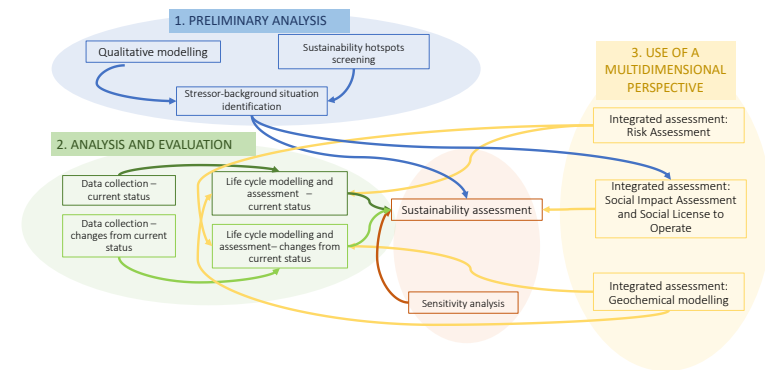 1. PRELIMINARY ANALYSIS
Qualitative modelling
Sustainability hotspots
screening
Stressor-background situation
identification
3. USE OF A
MULTIDIMENSIONAL
PERSPECTIVE
2. ANALYSIS AND EVALUATION
Integrated assessment:
Risk Assessment
Data collection –
current status
Life cycle modelling and
assessment –
current status
Data collection –
changes from current
status
Life cycle modelling and
assessment– changes from
current status
Sustainability assessment
Integrated assessment:
Social Impact Assessment
and Social License to
Operate
Sensitivity analysis
Integrated assessment:
Geochemical modelling